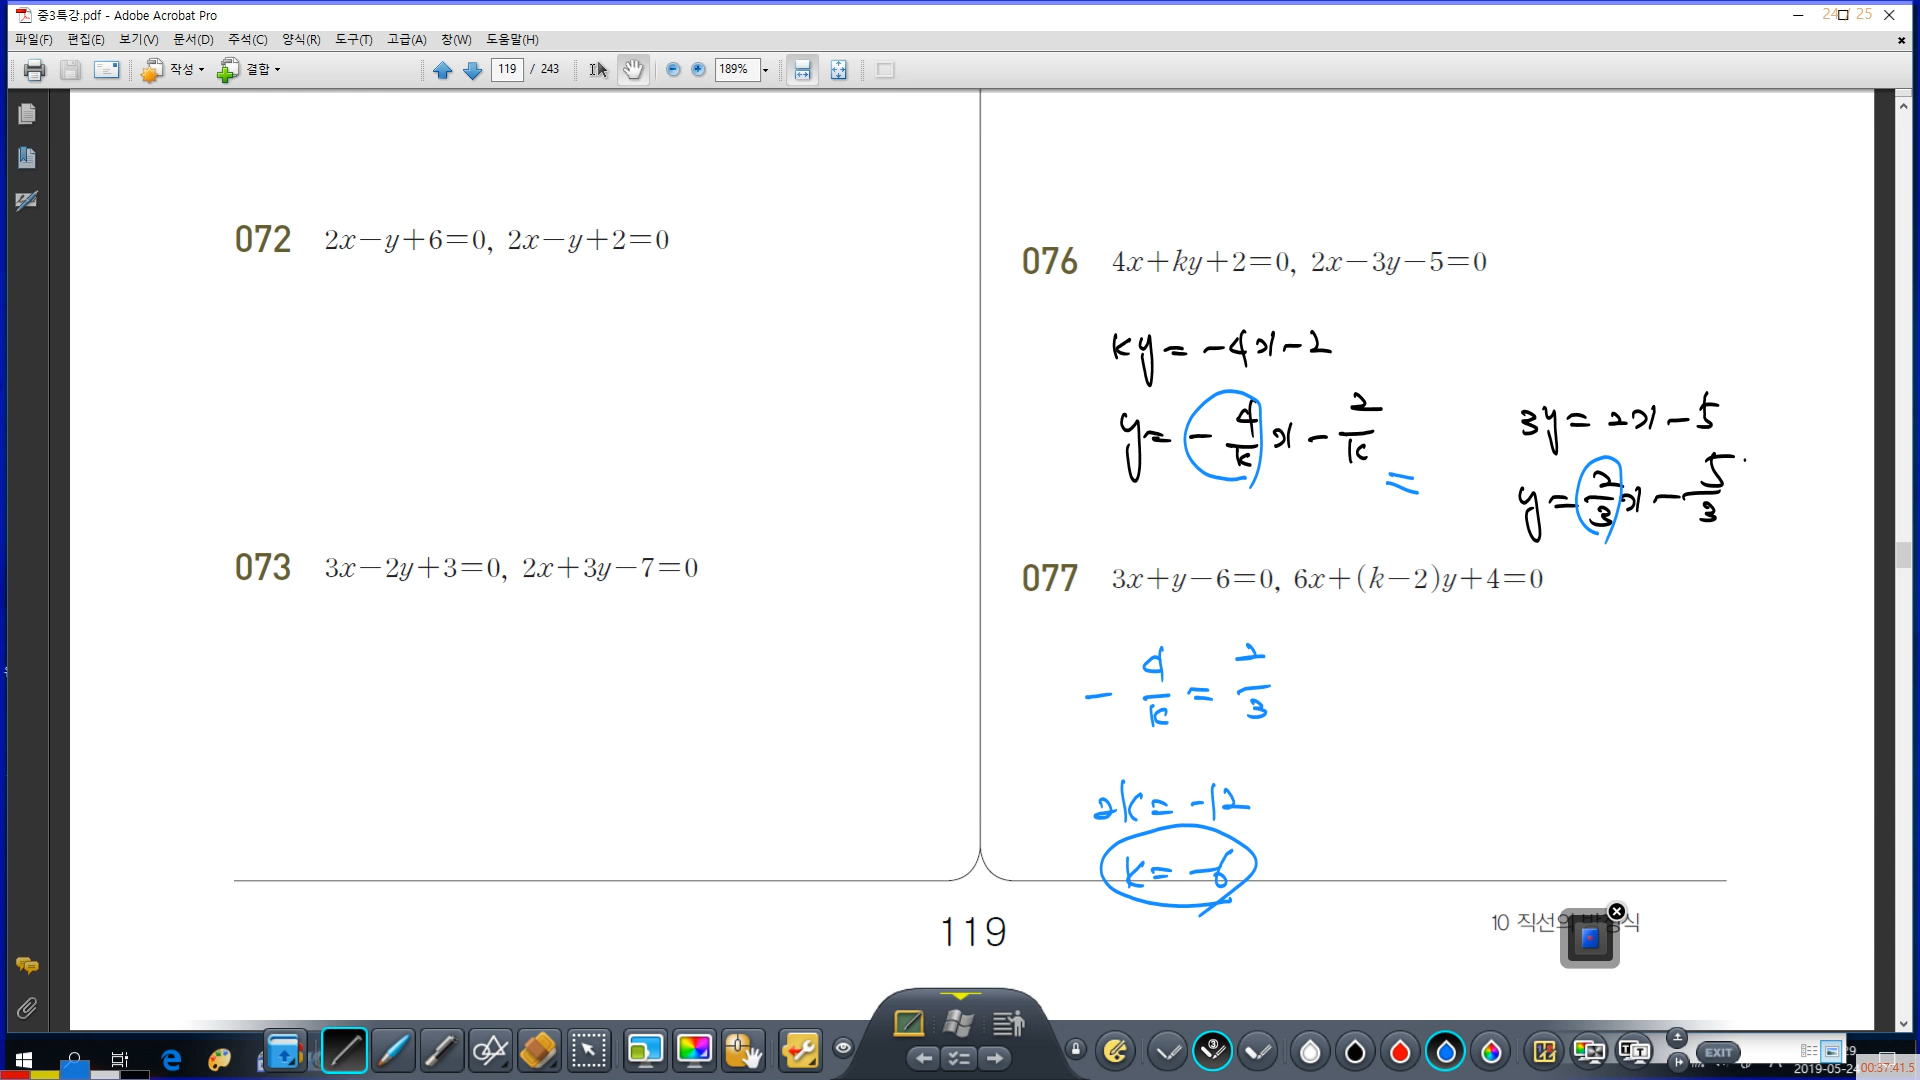 중3특강.pdf - Adobe Acrobat Pro
24 / 25
파일(F) 편집(E) 보기(V) 문서(D) 주석(C) 양식(R) 도구(T) 고급(A) 창(W) 도움말(H)
작성 결합 119 / 243 189%
072 2x−y+6=0, 2x−y+2=0
073 3x−2y+3=0, 2x+3y−7=0
076 4x+ky+2=0, 2x−3y−5=0
ky = −4x−2
y = −4/k x − 2/k
=
3y = 2x−5
y = 2/3 x − 5/3
077 3x+y−6=0, 6x+(k−2)y+4=0
−4/k = 2/3
2k = −12
k = −6
119
10 직선의 방정식
EXIT
2019-05-24
00:37:41.5